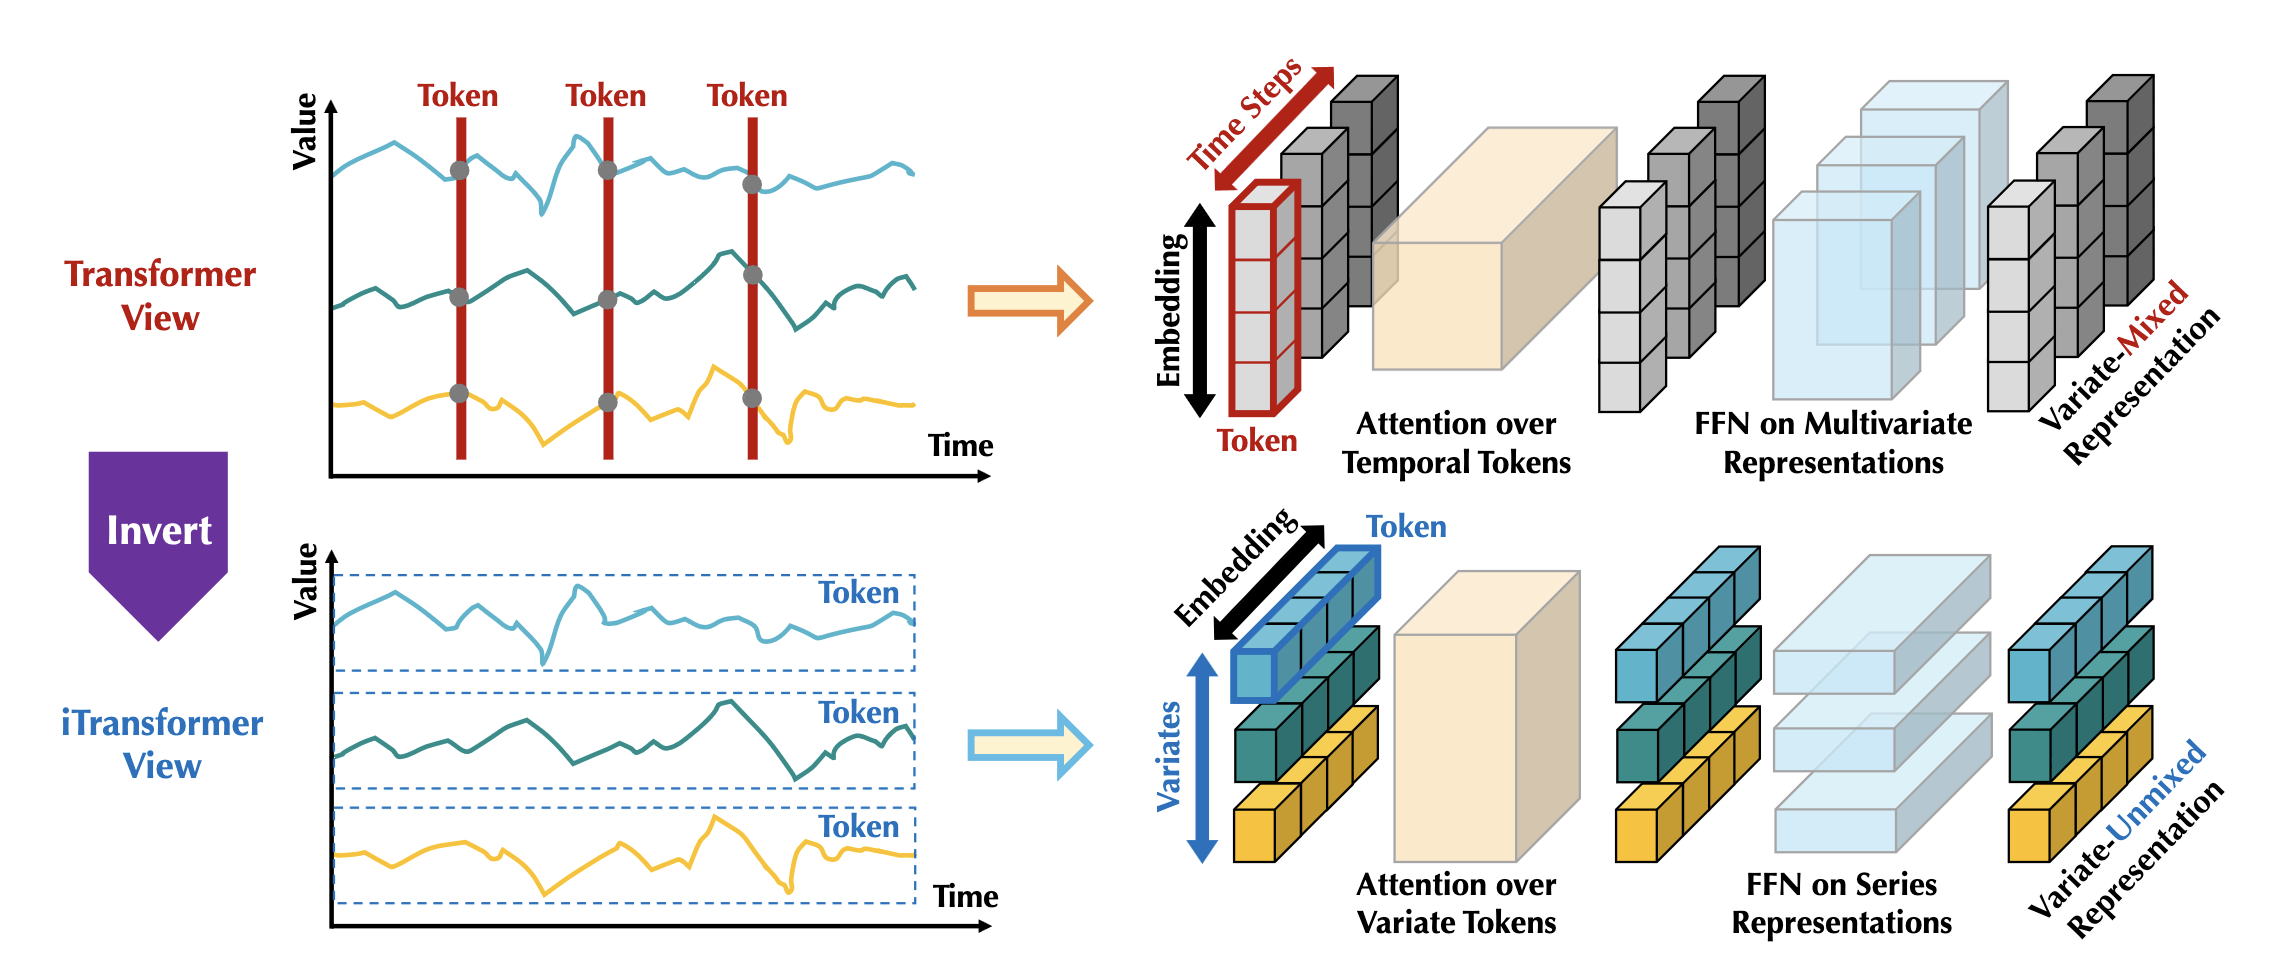 Token
Token
Token
Value
Time
Transformer
View
Time Steps
Embedding
Token
Attention over
Temporal Tokens
FFN on Multivariate
Representations
Variate-Mixed
Representation
Invert
iTransformer
View
Value
Token
Token
Token
Time
Embedding
Token
Variates
Attention over
Variate Tokens
FFN on Series
Representations
Variate-Unmixed
Representation